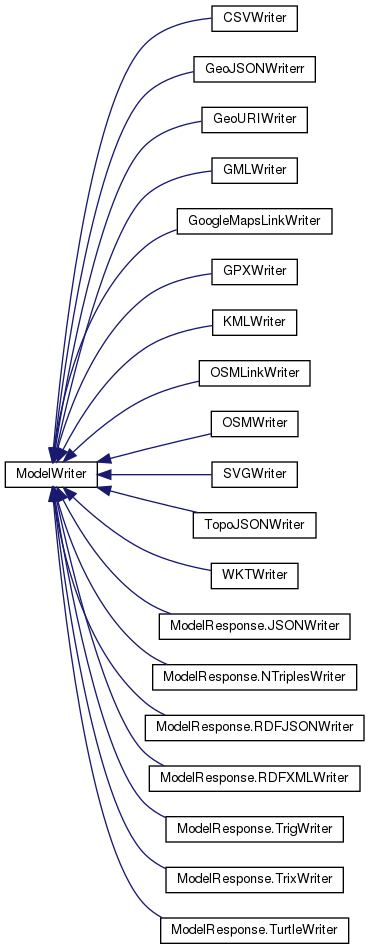 CSVWriter
GeoJSONWriterr
GeoURIWriter
GMLWriter
GoogleMapsLinkWriter
GPXWriter
KMLWriter
OSMLinkWriter
OSMWriter
ModelWriter
SVGWriter
TopoJSONWriter
WKTWriter
ModelResponse.JSONWriter
ModelResponse.NTriplesWriter
ModelResponse.RDFJSONWriter
ModelResponse.RDFXMLWriter
ModelResponse.TrigWriter
ModelResponse.TrixWriter
ModelResponse.TurtleWriter